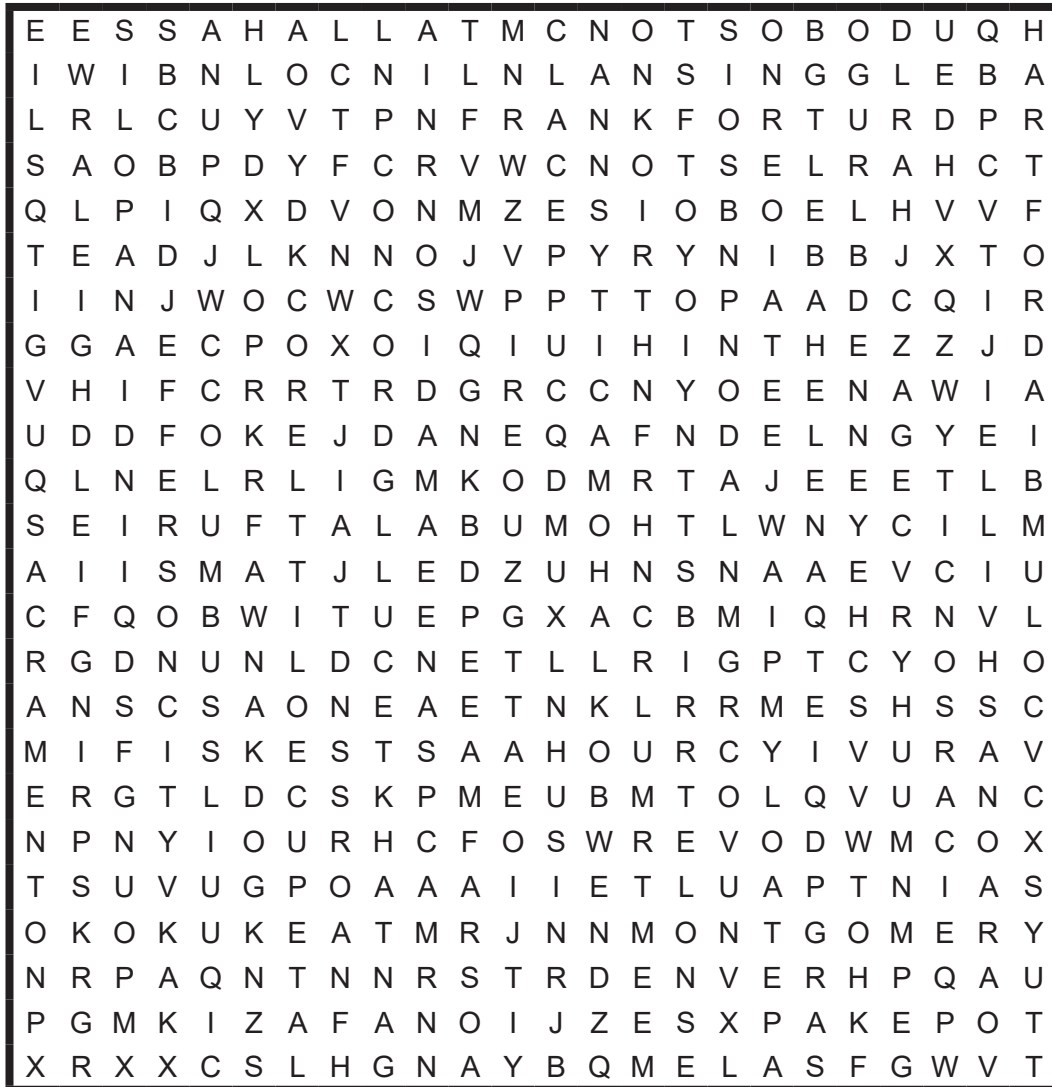 E E S S A H A L L A T M C N O T S O B O D U Q H
I W I B N L O C N I L N L A N S I N G G L E B A
L R L C U Y V T P N F R A N K F O R T U R D P R
S A O B P D Y F C R V W C N O T S E L R A H C T
Q L P I Q X D V O N M Z E S I O B O E L H V V F
T E A D J L K N N O J V P Y R Y N I B B J X T O
I I N J W O C W C S W P P T T O P A A D C Q I R
G G A E C P O X O I Q I U I H I N T H E Z Z J D
V H I F C R R T R D G R C C N Y O E E N A W I A
U D D F O K E J D A N E Q A F N D E L N G Y E I
Q L N E L R L I G M K O D M R T A J E E E T L B
S E I R U F T A L A B U M O H T L W N Y C I L M
A I I S M A T J L E D Z U H N S N A A E V C I U
C F Q O B W I T U E P G X A C B M I Q H R N V L
R G D N U N L D C N E T L L R I G P T C Y O H O
A N S C S A O N E A E T N K L R R M E S H S S C
M I F I S K E S T S A A H O U R C Y I V U R A V
E R G T L D C S K P M E U B M T O L Q V U A N C
N P N Y I O U R H C F O S W R E V O D W M C O X
T S U V U G P O A A A I I E T L U A P T N I A S
O K O K U K E A T M R J N N M O N T G O M E R Y
N R P A Q N T N N R S T R D E N V E R H P Q A U
P G M K I Z A F A N O I J Z E S X P A K E P O T
X R X X C S L H G N A Y B Q M E L A S F G W V T